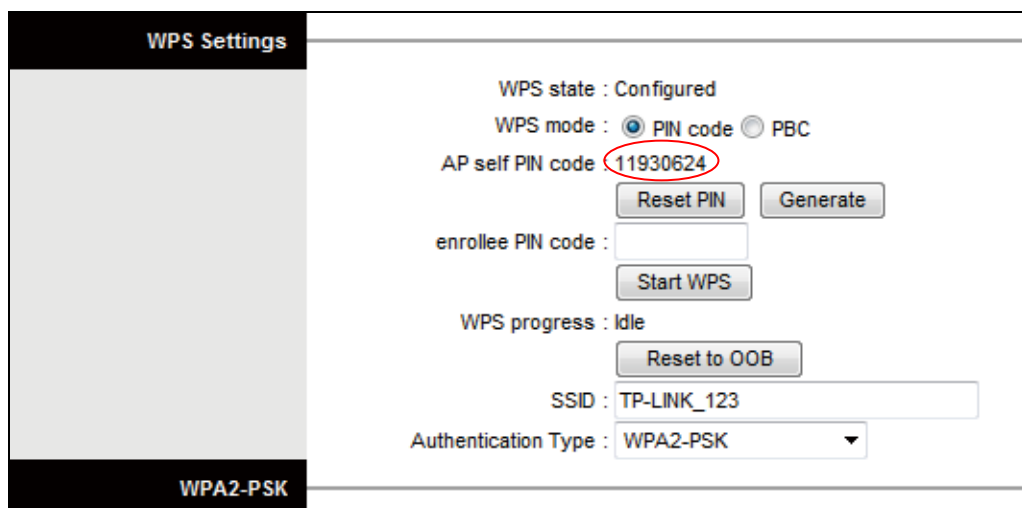 WPS Settings
WPS state : Configured
WPS mode : PIN code PBC
AP self PIN code : 11930624
Reset PIN Generate
enrollee PIN code :
Start WPS
WPS progress : Idle
Reset to OOB
SSID : TP-LINK_123
Authentication Type : WPA2-PSK
WPA2-PSK